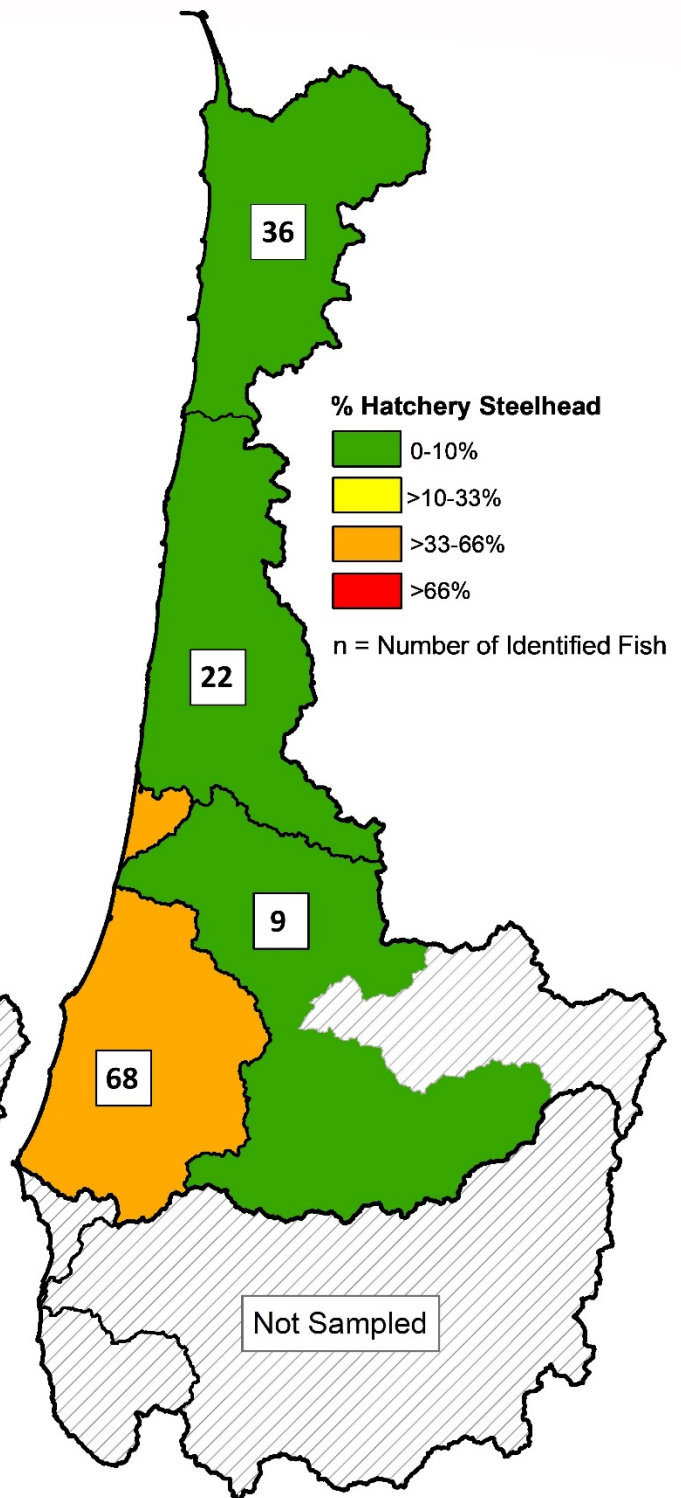 36
% Hatchery Steelhead
0-10%
>10-33%
>33-66%
>66%
n = Number of Identified Fish
22
9
68
Not Sampled